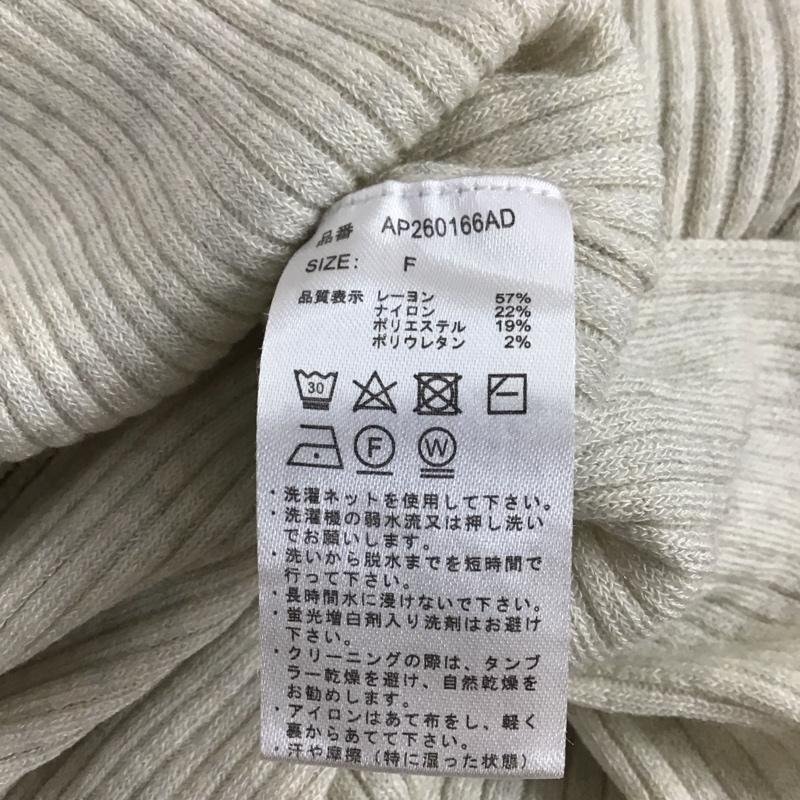 品番 AP260166AD
SIZE: F
品質表示 レーヨン 57%
ナイロン 22%
ポリエステル 19%
ポリウレタン 2%
30
F W
・洗濯ネットを使用して下さい。
・洗濯機の弱水流又は押し洗い
でお願いします。
・洗いから脱水までを短時間で
行って下さい。
・長時間水に浸けないで下さい。
・蛍光増白剤入り洗剤はお避け
下さい。
・クリーニングの際は、タンブ
ラー乾燥を避け、自然乾燥を
お勧めします。
・アイロンはあて布をし、軽く
裏からあてて下さい。
・汗や摩擦（特に湿った状態）